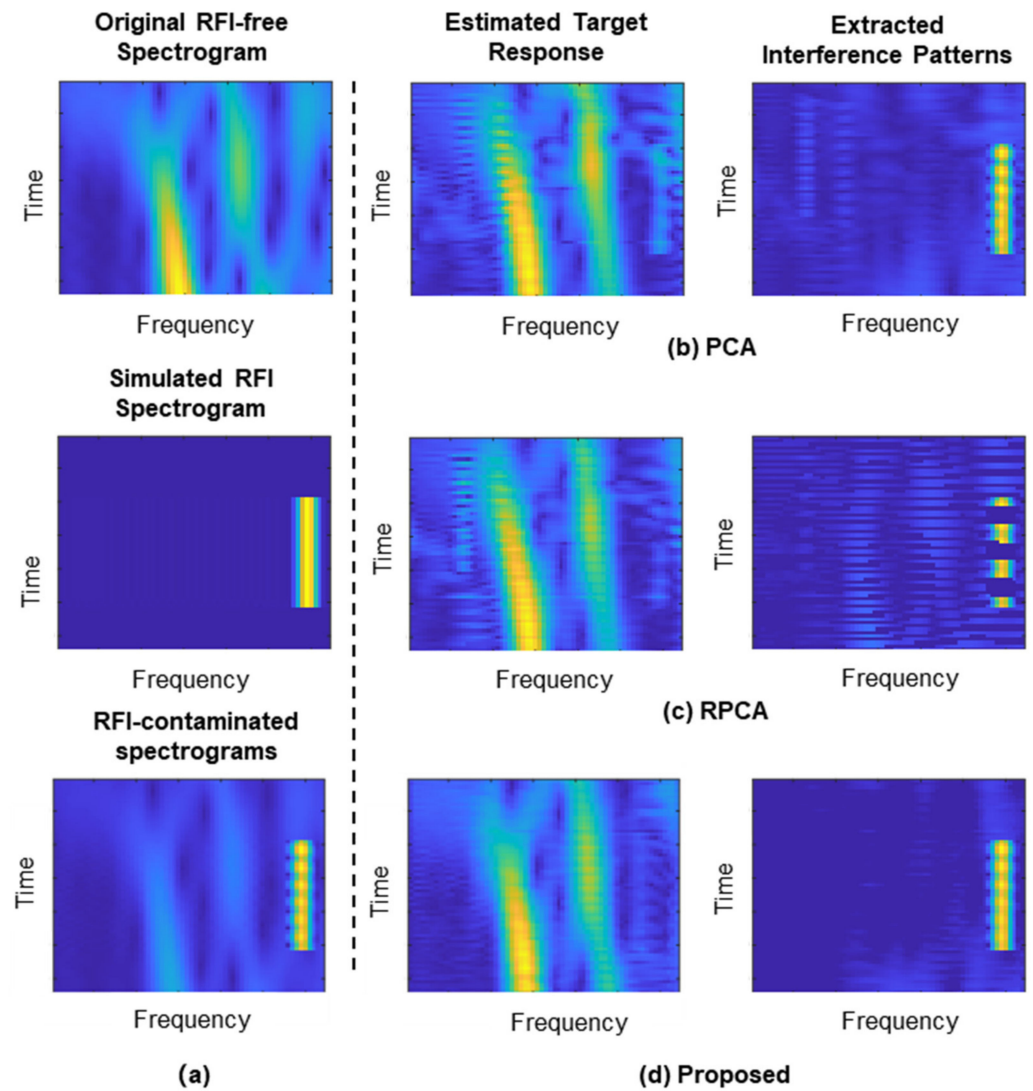 Original RFI-free
Spectrogram
Time
Frequency
Simulated RFI
Spectrogram
Time
Frequency
RFI-contaminated
spectrograms
Time
Frequency
(a)
Estimated Target
Response
Extracted
Interference Patterns
Time
Frequency
Time
Frequency
(b) PCA
Time
Frequency
Time
Frequency
(c) RPCA
Time
Frequency
Time
Frequency
(d) Proposed